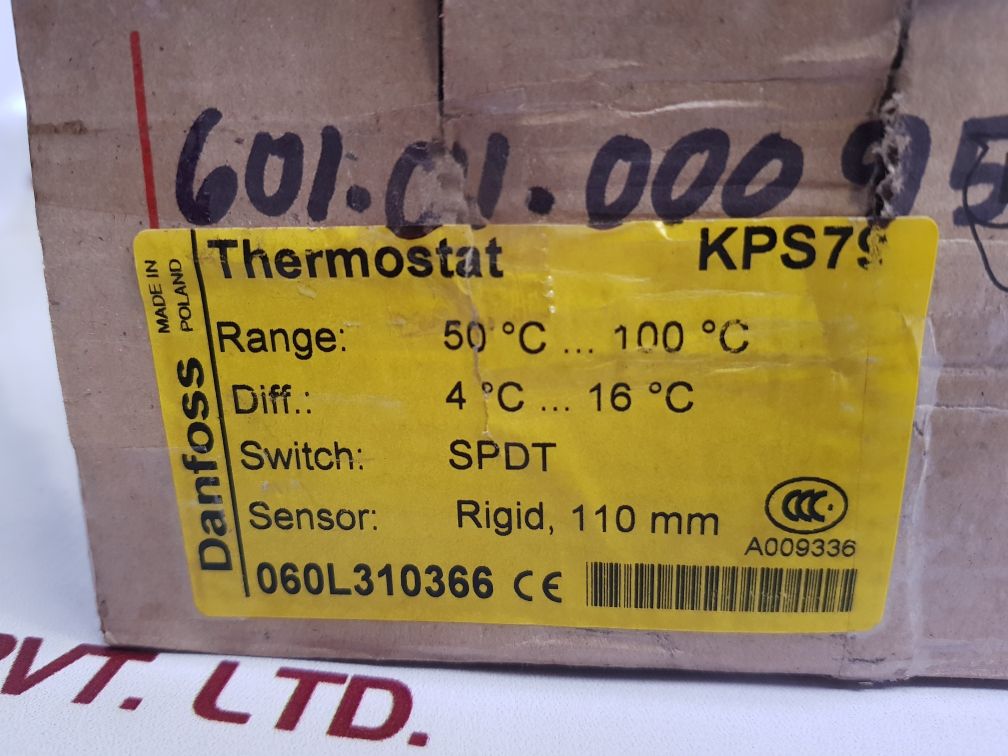 601.01.000 95
Thermostat KPS79
MADE IN
POLAND
Danfoss
Range: 50 °C ... 100 °C
Diff.: 4 °C ... 16 °C
Switch: SPDT
Sensor: Rigid, 110 mm
CCC
A009336
060L310366 CE
PVT. LTD.